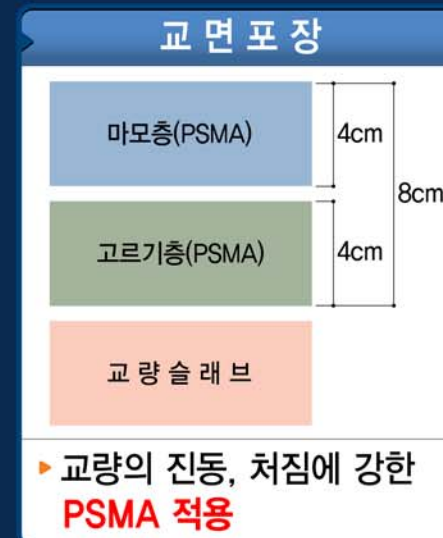 교면포장
마모층(PSMA)
4cm
8cm
고르기층(PSMA)
4cm
교량슬래브
교량의 진동, 처짐에 강한
PSMA 적용